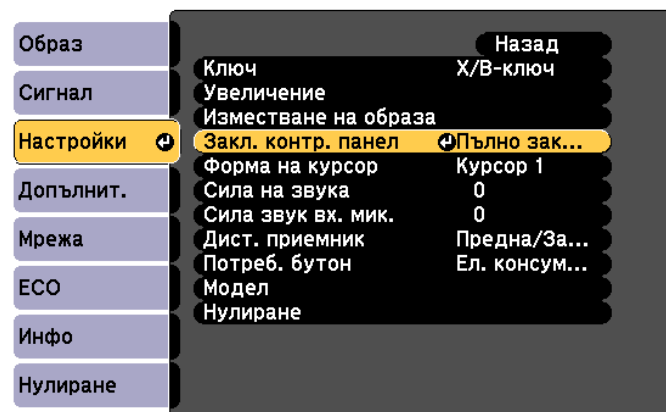 Образ
Сигнал
Настройки
Допълнит.
Мрежа
ECO
Инфо
Нулиране
Назад
Ключ Х/В-ключ
Увеличение
Изместване на образа
Закл. контр. панел Пълно зак...
Форма на курсор Курсор 1
Сила на звука 0
Сила звук вх. мик. 0
Дист. приемник Предна/За...
Потреб. бутон Ел. консум...
Модел
Нулиране